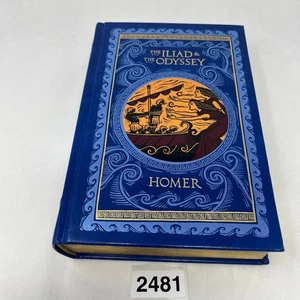 THE ILIAD &
THE ODYSSEY
HOMER
2481